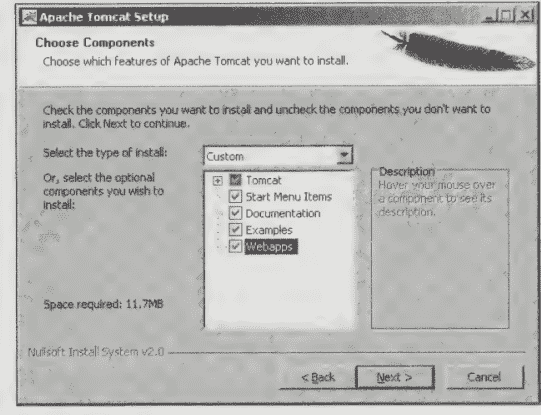 Apache Tomcat Setup
Choose Components
Choose which features of Apache Tomcat you want to install.
Check the components you want to install and uncheck the components you don't want to
install. Click Next to continue.
Select the type of install:
Custom
Or, select the optional
components you wish to
install:
Tomcat
Start Menu Items
Documentation
Examples
Webapps
Description
Hover your mouse over
a component to see its
description.
Space required: 11.7MB
Nullsoft Install System v2.0
< Back
Next >
Cancel